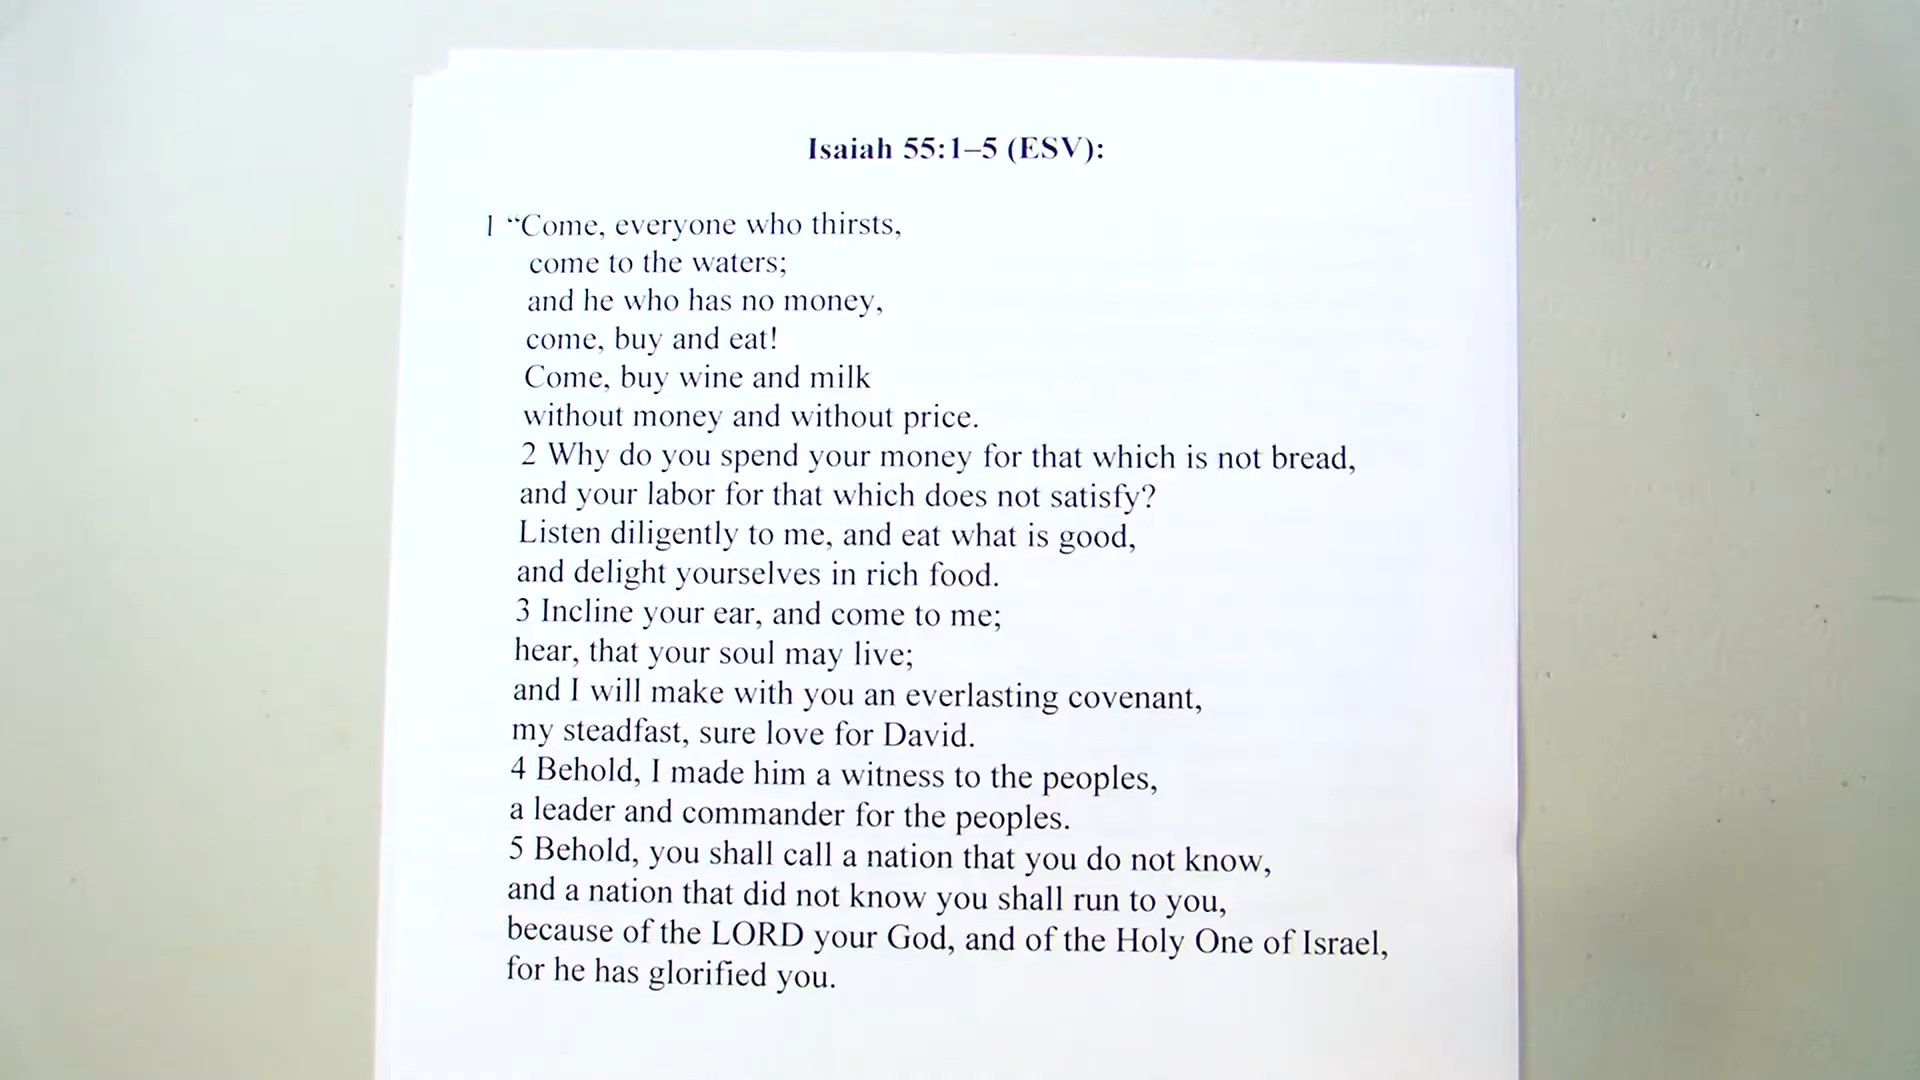 Isaiah 55:1–5 (ESV):
1 “Come, everyone who thirsts,
come to the waters;
and he who has no money,
come, buy and eat!
Come, buy wine and milk
without money and without price.
2 Why do you spend your money for that which is not bread,
and your labor for that which does not satisfy?
Listen diligently to me, and eat what is good,
and delight yourselves in rich food.
3 Incline your ear, and come to me;
hear, that your soul may live;
and I will make with you an everlasting covenant,
my steadfast, sure love for David.
4 Behold, I made him a witness to the peoples,
a leader and commander for the peoples.
5 Behold, you shall call a nation that you do not know,
and a nation that did not know you shall run to you,
because of the LORD your God, and of the Holy One of Israel,
for he has glorified you.